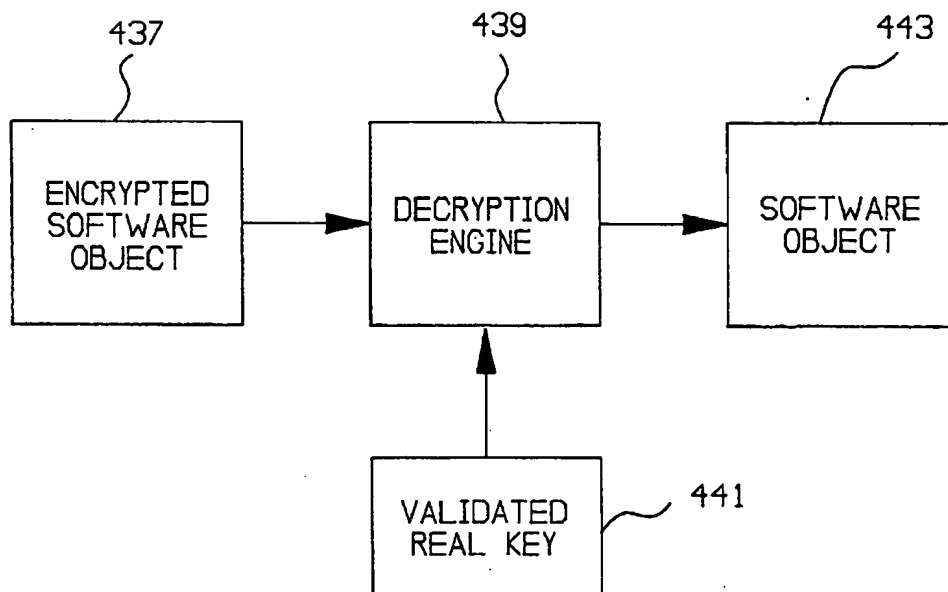 437
439
443
ENCRYPTED
SOFTWARE
OBJECT
DECRYPTION
ENGINE
SOFTWARE
OBJECT
VALIDATED
REAL KEY
441